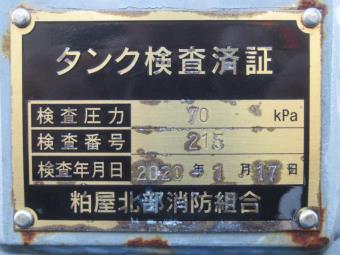 タンク検査済証
検査圧力 70 kPa
検査番号 215
検査年月日 2020年1月17日
粕屋北部消防組合